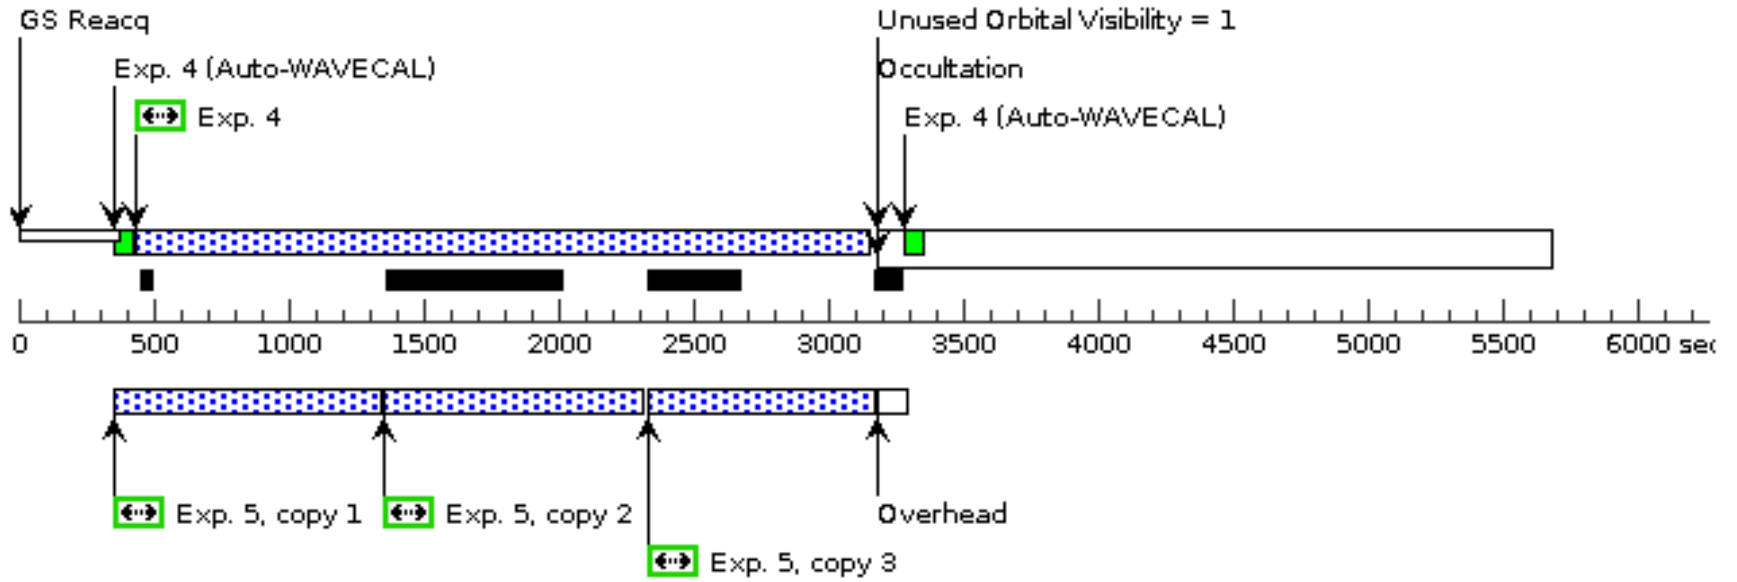 GS Reacq
Unused Orbital Visibility = 1
Exp. 4 (Auto-WAVECAL)
Occultation
Exp. 4
Exp. 4 (Auto-WAVECAL)
0 500 1000 1500 2000 2500 3000 3500 4000 4500 5000 5500 6000 sec
Exp. 5, copy 1
Exp. 5, copy 2
Overhead
Exp. 5, copy 3